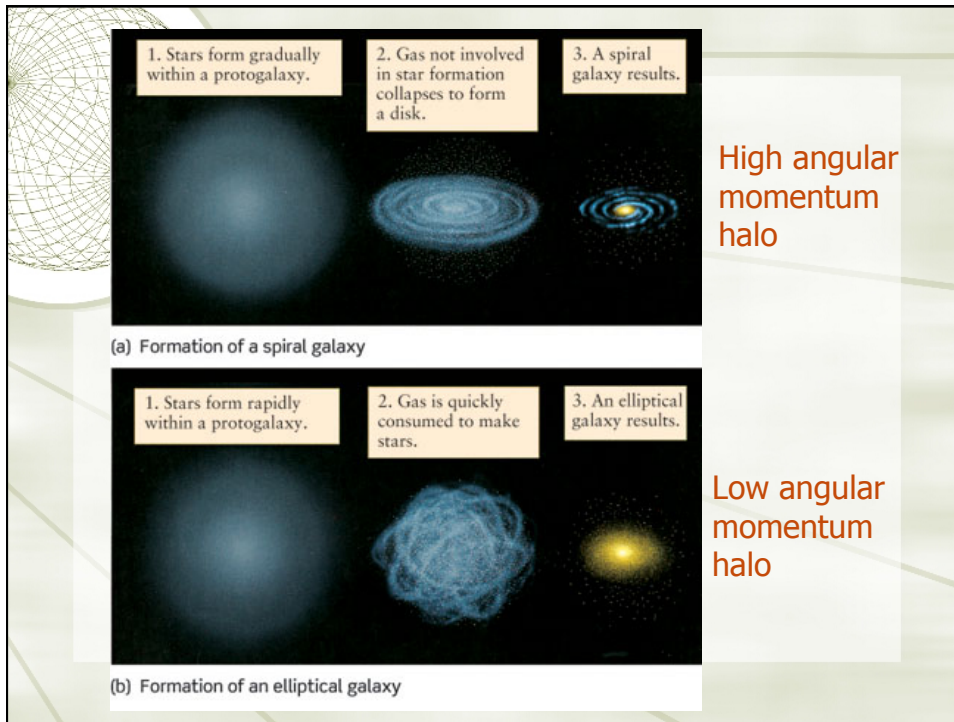 1. Stars form gradually
within a protogalaxy.
2. Gas not involved
in star formation
collapses to form
a disk.
3. A spiral
galaxy results.
High angular
momentum
halo
(a) Formation of a spiral galaxy
1. Stars form rapidly
within a protogalaxy.
2. Gas is quickly
consumed to make
stars.
3. An elliptical
galaxy results.
Low angular
momentum
halo
(b) Formation of an elliptical galaxy